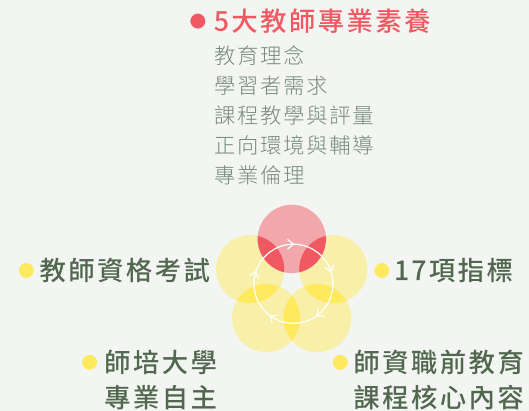 5大教師專業素養
教育理念
學習者需求
課程教學與評量
正向環境與輔導
專業倫理
教師資格考試
17項指標
師培大學
專業自主
師資職前教育
課程核心內容